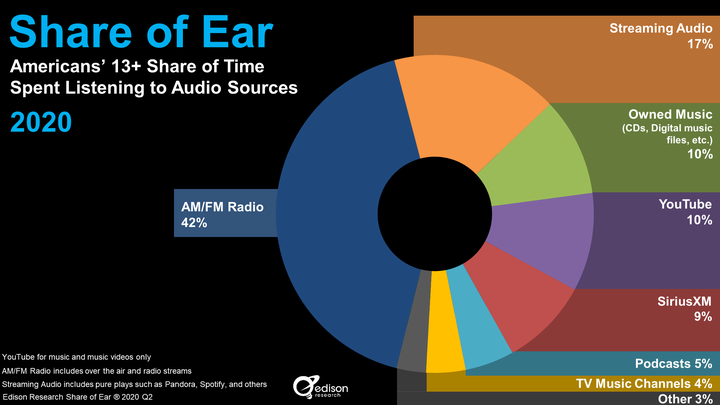 Share of Ear
Americans’ 13+ Share of Time
Spent Listening to Audio Sources
2020
Streaming Audio
17%
Owned Music
(CDs, Digital music
files, etc.)
10%
YouTube
10%
SiriusXM
9%
Podcasts 5%
TV Music Channels 4%
Other 3%
AM/FM Radio
42%
YouTube for music and music videos only
AM/FM Radio includes over the air and radio streams
Streaming Audio includes pure plays such as Pandora, Spotify, and others
Edison Research Share of Ear ® 2020 Q2
edison
research